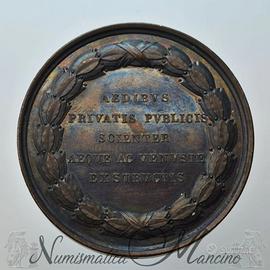 AEDIBVS
PRIVATIS PVBLICIS
SCIENTER
AEQVE AC VENVSTE
EXSTRVCTIS
Numismatica Mancino